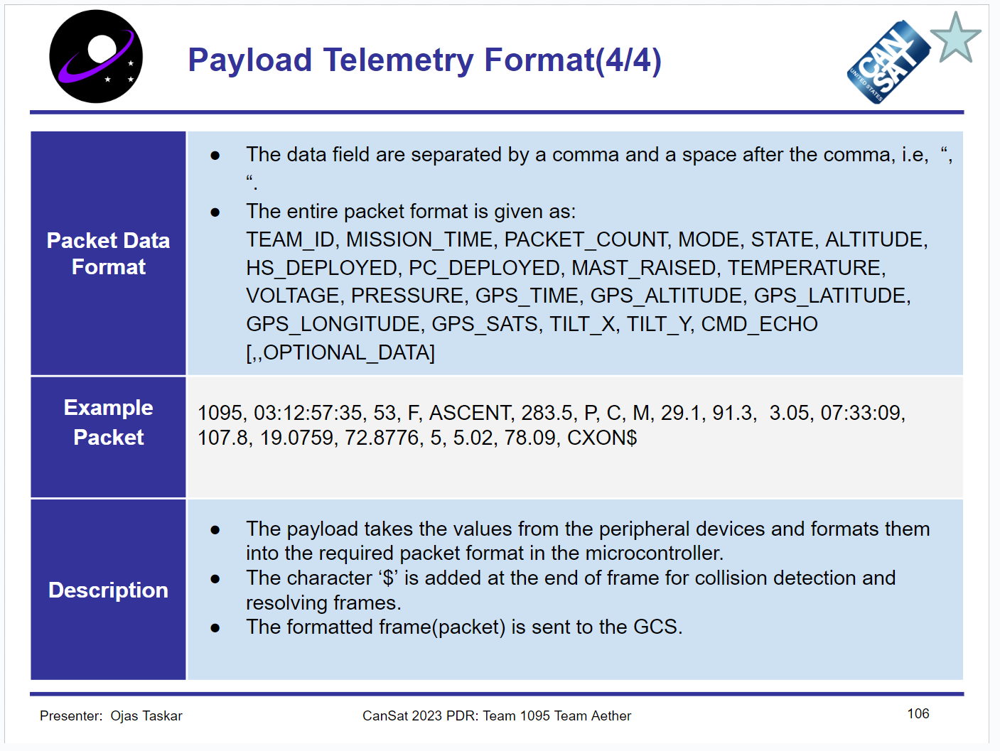 Payload Telemetry Format(4/4)
CAN
SAT
UNITED STATES
Packet Data
Format
● The data field are separated by a comma and a space after the comma, i.e,  “,
“.
● The entire packet format is given as:
TEAM_ID, MISSION_TIME, PACKET_COUNT, MODE, STATE, ALTITUDE,
HS_DEPLOYED, PC_DEPLOYED, MAST_RAISED, TEMPERATURE,
VOLTAGE, PRESSURE, GPS_TIME, GPS_ALTITUDE, GPS_LATITUDE,
GPS_LONGITUDE, GPS_SATS, TILT_X, TILT_Y, CMD_ECHO
[,,OPTIONAL_DATA]
Example
Packet
1095, 03:12:57:35, 53, F, ASCENT, 283.5, P, C, M, 29.1, 91.3,  3.05, 07:33:09,
107.8, 19.0759, 72.8776, 5, 5.02, 78.09, CXON$
Description
● The payload takes the values from the peripheral devices and formats them
into the required packet format in the microcontroller.
● The character ‘$’ is added at the end of frame for collision detection and
resolving frames.
● The formatted frame(packet) is sent to the GCS.
Presenter:  Ojas Taskar
CanSat 2023 PDR: Team 1095 Team Aether
106